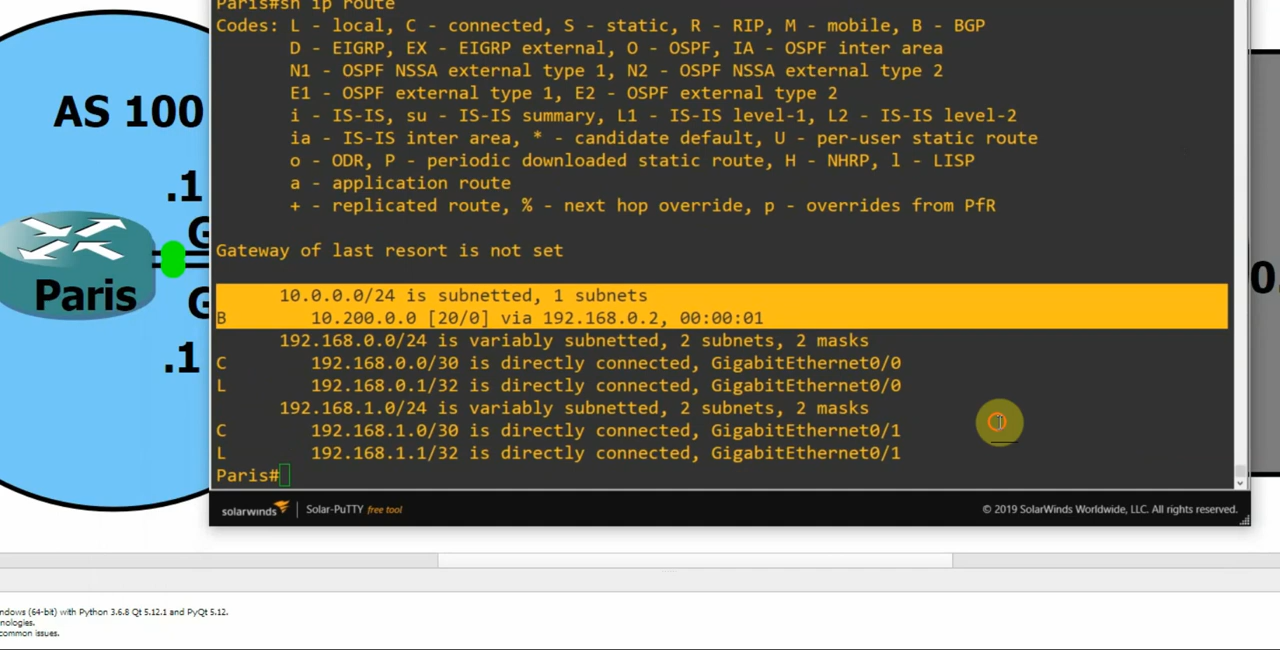 Paris#sh ip route
Codes: L - local, C - connected, S - static, R - RIP, M - mobile, B - BGP
D - EIGRP, EX - EIGRP external, O - OSPF, IA - OSPF inter area
N1 - OSPF NSSA external type 1, N2 - OSPF NSSA external type 2
E1 - OSPF external type 1, E2 - OSPF external type 2
i - IS-IS, su - IS-IS summary, L1 - IS-IS level-1, L2 - IS-IS level-2
ia - IS-IS inter area, * - candidate default, U - per-user static route
o - ODR, P - periodic downloaded static route, H - NHRP, l - LISP
a - application route
+ - replicated route, % - next hop override, p - overrides from PfR
Gateway of last resort is not set
10.0.0.0/24 is subnetted, 1 subnets
B 10.200.0.0 [20/0] via 192.168.0.2, 00:00:01
192.168.0.0/24 is variably subnetted, 2 subnets, 2 masks
C 192.168.0.0/30 is directly connected, GigabitEthernet0/0
L 192.168.0.1/32 is directly connected, GigabitEthernet0/0
192.168.1.0/24 is variably subnetted, 2 subnets, 2 masks
C 192.168.1.0/30 is directly connected, GigabitEthernet0/1
L 192.168.1.1/32 is directly connected, GigabitEthernet0/1
Paris#
solarwinds | Solar-PuTTY free tool
© 2019 SolarWinds Worldwide, LLC. All rights reserved.
AS 100
.1
G
Paris
G
.1
0.
ndows (64-bit) with Python 3.6.8 Qt 5.12.1 and PyQt 5.12.
nologies.
common issues.